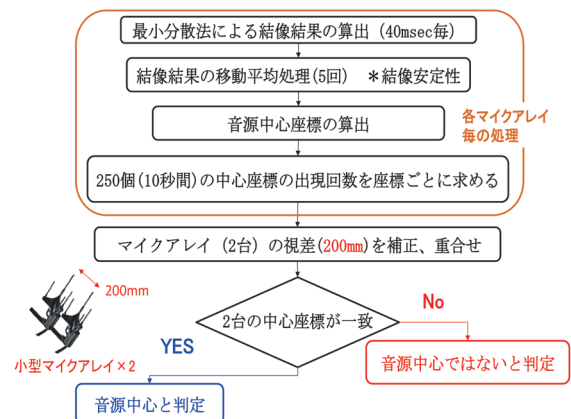 最小分散法による結像結果の算出（40msec毎）
結像結果の移動平均処理(5回)　＊結像安定性
音源中心座標の算出
各マイクアレイ
毎の処理
250個(10秒間)の中心座標の出現回数を座標ごとに求める
マイクアレイ（2台）の視差(200mm)を補正、重合せ
200mm
小型マイクアレイ×2
2台の中心座標が一致
No
YES
音源中心ではないと判定
音源中心と判定